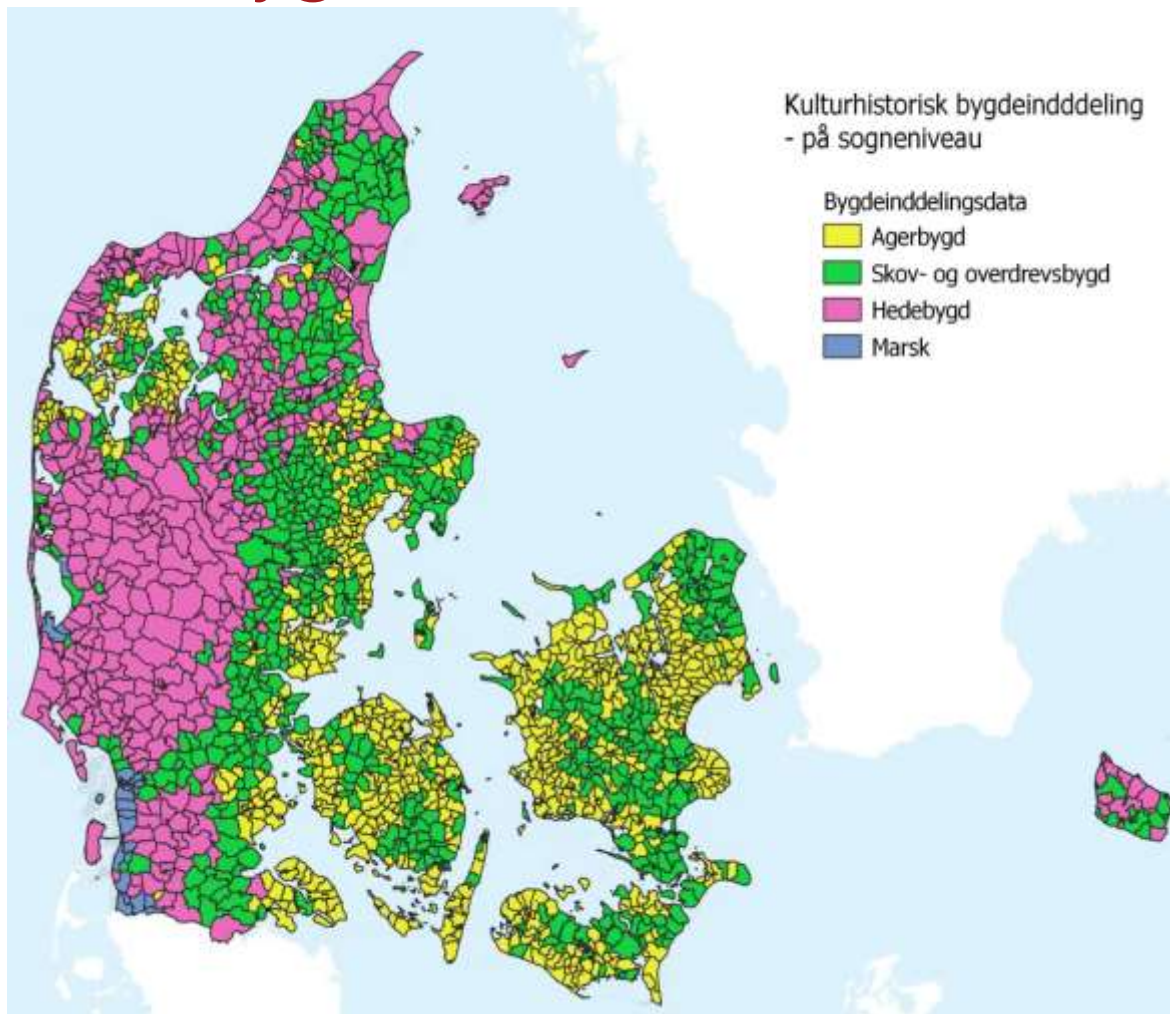 Kulturhistorisk bygdeindddeling
- på sogneniveau
Bygdeinddelingsdata
Agerbygd
Skov- og overdrevsbygd
Hedebygd
Marsk